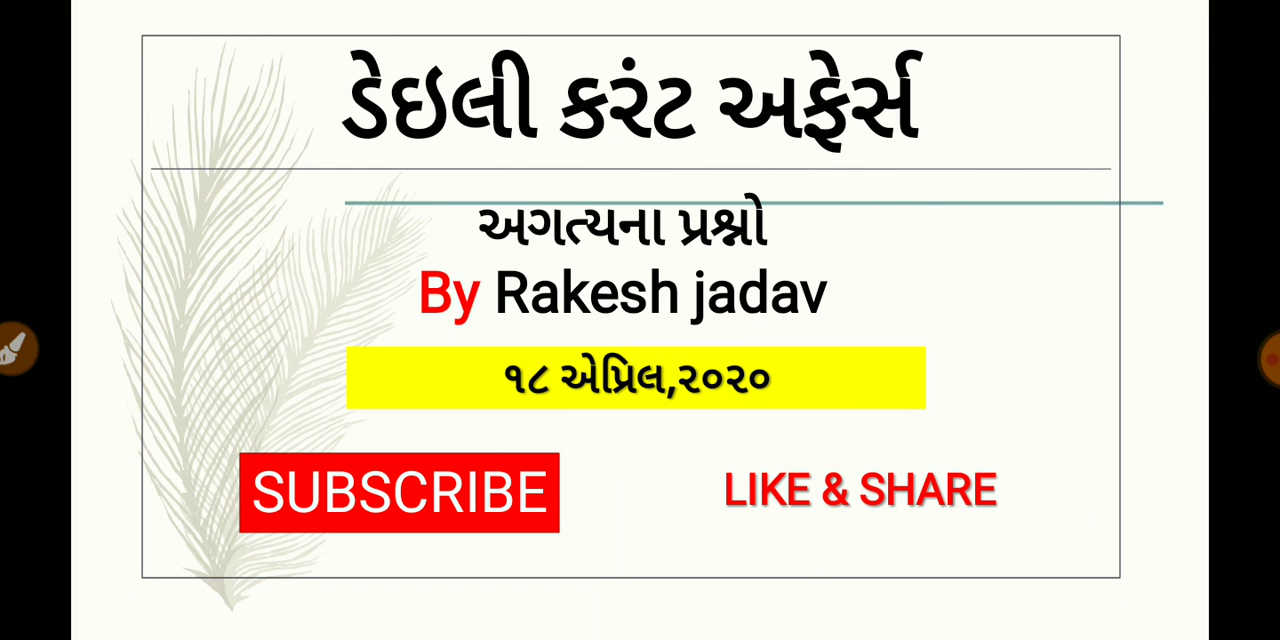 ડેઇલી કરંટ અફેર્સ
અગત્યના પ્રશ્નો
By Rakesh jadav
૧૮ એપ્રિલ,૨૦૨૦
SUBSCRIBE
LIKE & SHARE